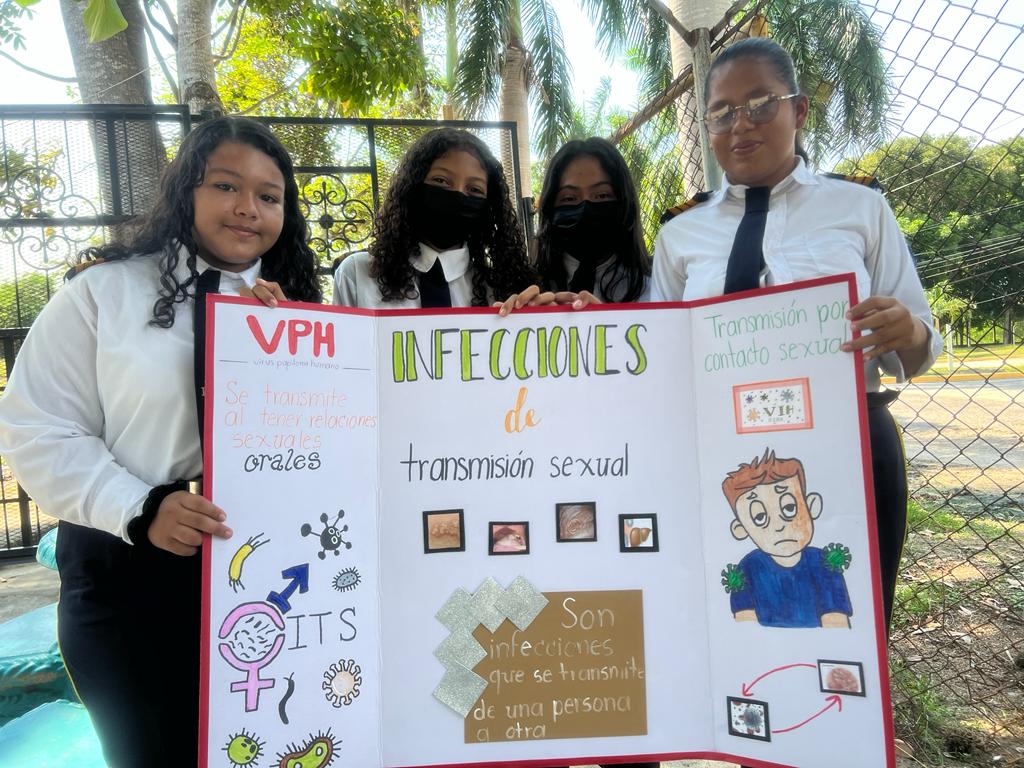 VPH
virus papiloma humano
Se transmite
al tener relaciones
sexuales
orales
ITS
INFECCIONES
de
transmisión sexual
Son
infecciones
que se transmite
de una persona
a otra
Transmisión por
contacto sexual
VIH